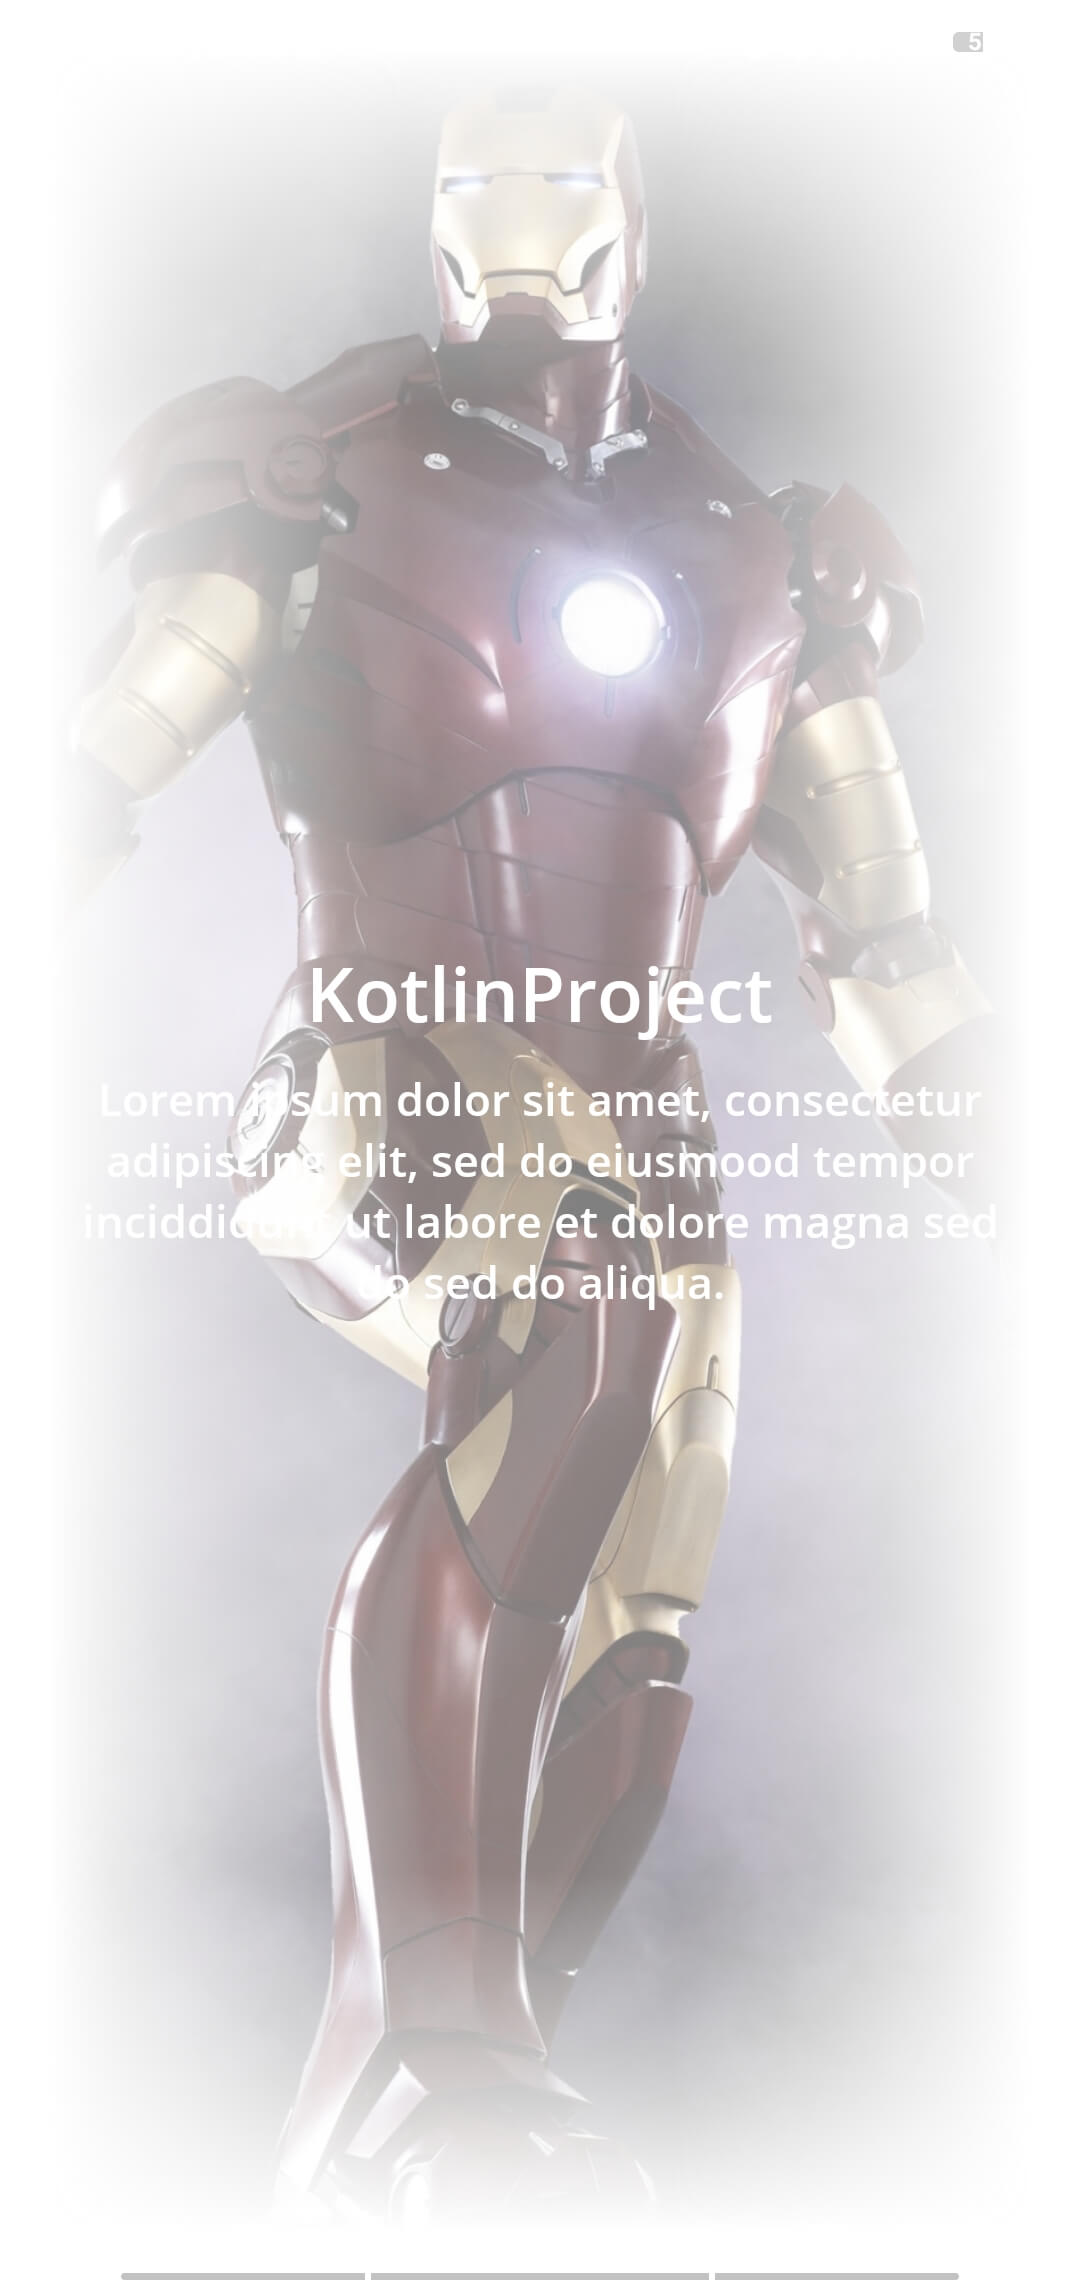 5
KotlinProject
Lorem ipsum dolor sit amet, consectetur
adipiscing elit, sed do eiusmood tempor
ut labore et dolore magna sed
do sed do aliqua.